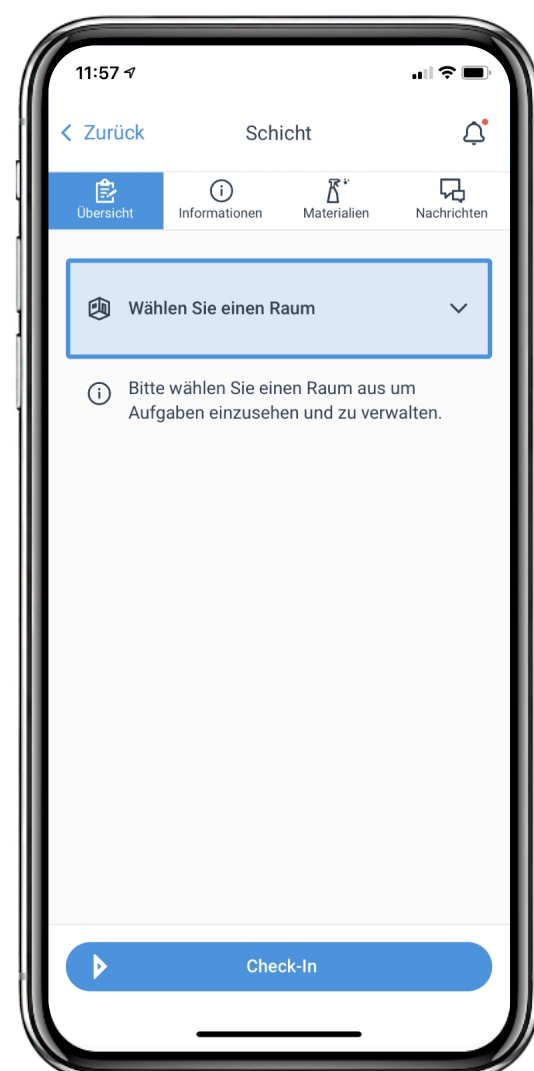 11:57
Zurück
Schicht
Übersicht
Informationen
Materialien
Nachrichten
Wählen Sie einen Raum
Bitte wählen Sie einen Raum aus um
Aufgaben einzusehen und zu verwalten.
Check-In